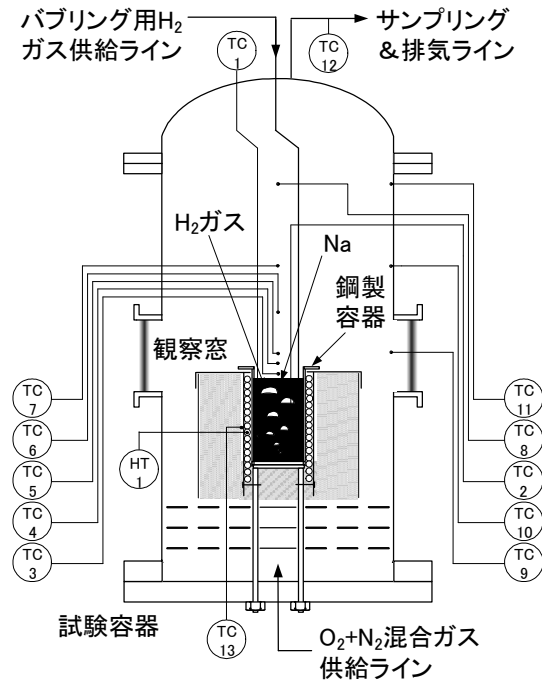 バブリング用H₂
ガス供給ライン
TC
1
TC
12
サンプリング
&排気ライン
H₂ガス
Na
鋼製
容器
観察窓
TC
7
TC
6
TC
5
TC
4
TC
3
HT
1
TC
11
TC
8
TC
2
TC
10
TC
9
試験容器
TC
13
O₂+N₂混合ガス
供給ライン